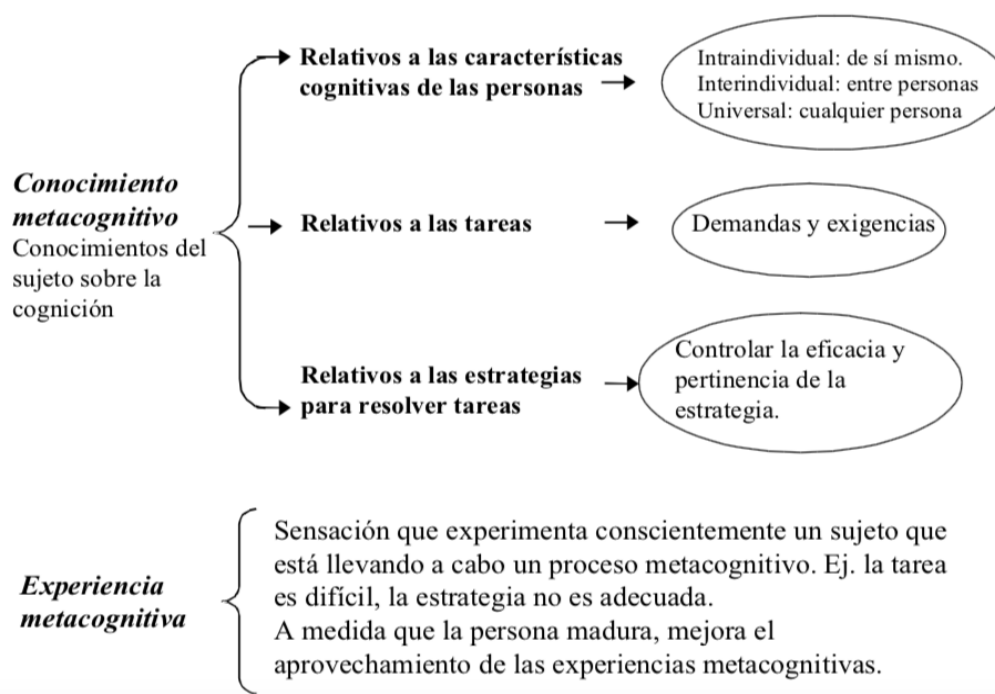 Relativos a las características
cognitivas de las personas
Intraindividual: de sí mismo.
Interindividual: entre personas
Universal: cualquier persona
Conocimiento
metacognitivo
Conocimientos del
sujeto sobre la
cognición
Relativos a las tareas
Demandas y exigencias
Relativos a las estrategias
para resolver tareas
Controlar la eficacia y
pertinencia de la
estrategia.
Experiencia
metacognitiva
Sensación que experimenta conscientemente un sujeto que
está llevando a cabo un proceso metacognitivo. Ej. la tarea
es difícil, la estrategia no es adecuada.
A medida que la persona madura, mejora el
aprovechamiento de las experiencias metacognitivas.